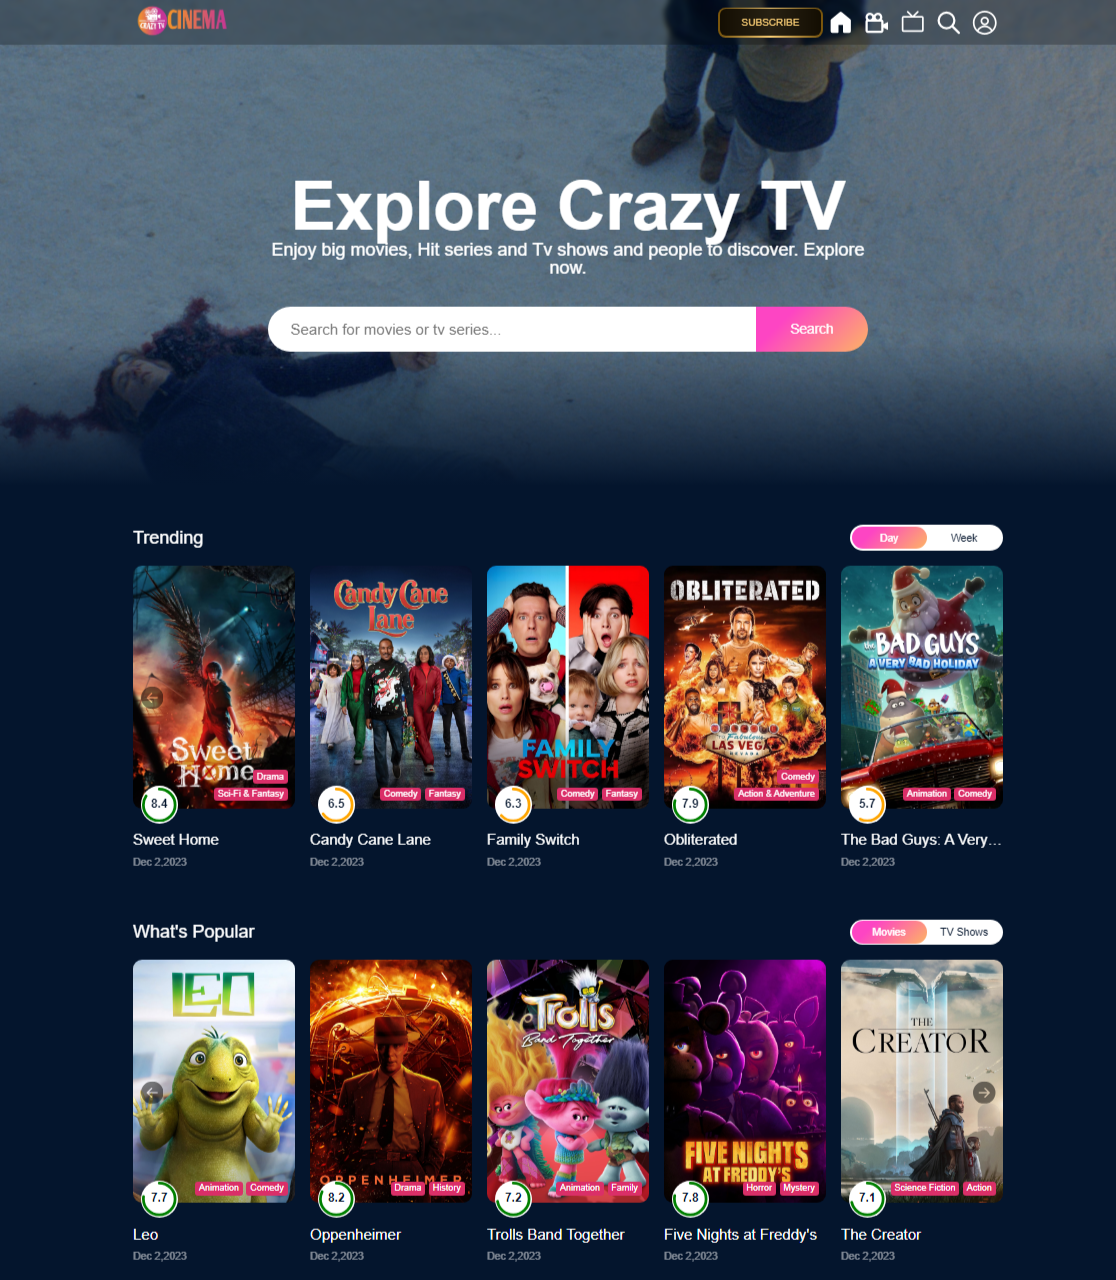 CRAZY TV CINEMA
SUBSCRIBE
Explore Crazy TV
Enjoy big movies, Hit series and Tv shows and people to discover. Explore
now.
Search for movies or tv series...
Search
Trending
Day
Week
Sweet
Home
Drama
Sci-Fi & Fantasy
8.4
Sweet Home
Dec 2,2023
Candy Cane
Lane
Comedy
Fantasy
6.5
Candy Cane Lane
Dec 2,2023
FAMILY
SWITCH
Comedy
Fantasy
6.3
Family Switch
Dec 2,2023
OBLITERATED
Fabulous
LAS VEGAS
NEVADA
Comedy
Action & Adventure
7.9
Obliterated
Dec 2,2023
the BAD GUYS
A VERY BAD HOLIDAY
Animation
Comedy
5.7
The Bad Guys: A Very...
Dec 2,2023
What's Popular
Movies
TV Shows
LEO
Animation
Comedy
7.7
Leo
Dec 2,2023
OPPENHEIMER
Drama
History
8.2
Oppenheimer
Dec 2,2023
Trolls
Band Together
Animation
Family
7.2
Trolls Band Together
Dec 2,2023
FIVE NIGHTS
AT FREDDY'S
Horror
Mystery
7.8
Five Nights at Freddy's
Dec 2,2023
THE
CREATOR
Science Fiction
Action
7.1
The Creator
Dec 2,2023